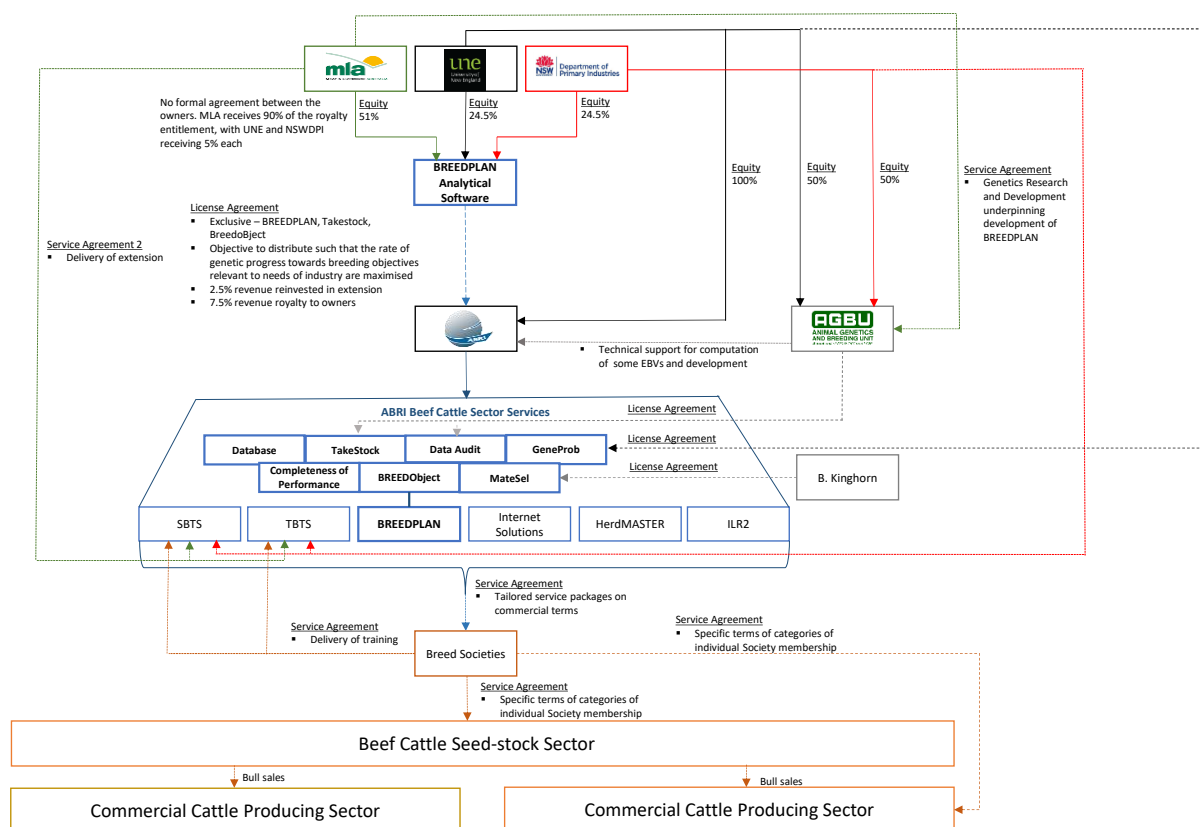 mla
une
University of
New England
NSW
Department of
Primary Industries
No formal agreement between the
owners. MLA receives 90% of the royalty
entitlement, with UNE and NSWDPI
receiving 5% each
Equity
51%
Equity
24.5%
Equity
24.5%
BREEDPLAN
Analytical
Software
Equity
100%
Equity
50%
Equity
50%
Service Agreement
▪ Genetics Research
and Development
underpinning
development of
BREEDPLAN
License Agreement
▪ Exclusive – BREEDPLAN, Takestock,
BreedoBject
▪ Objective to distribute such that the rate of
genetic progress towards breeding objectives
relevant to needs of industry are maximised
▪ 2.5% revenue reinvested in extension
▪ 7.5% revenue royalty to owners
Service Agreement 2
▪ Delivery of extension
ABRI
AGBU
ANIMAL GENETICS
AND BREEDING UNIT
▪ Technical support for computation
of some EBVs and development
ABRI Beef Cattle Sector Services
License Agreement
License Agreement
License Agreement
Database
TakeStock
Data Audit
GeneProb
Completeness of
Performance
BREEDObject
MateSel
B. Kinghorn
SBTS
TBTS
BREEDPLAN
Internet
Solutions
HerdMASTER
ILR2
Service Agreement
▪ Tailored service packages on
commercial terms
Service Agreement
▪ Delivery of training
Breed Societies
Service Agreement
▪ Specific terms of categories of
individual Society membership
Service Agreement
▪ Specific terms of categories of
individual Society membership
Beef Cattle Seed-stock Sector
Bull sales
Bull sales
Commercial Cattle Producing Sector
Commercial Cattle Producing Sector